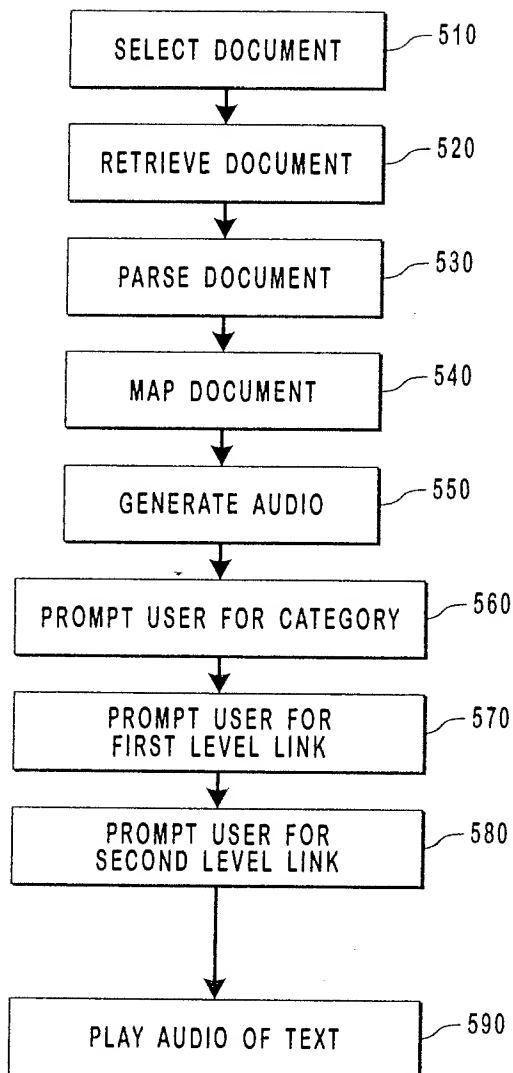 SELECT DOCUMENT
510
RETRIEVE DOCUMENT
520
PARSE DOCUMENT
530
MAP DOCUMENT
540
GENERATE AUDIO
550
PROMPT USER FOR CATEGORY
560
PROMPT USER FOR
FIRST LEVEL LINK
570
PROMPT USER FOR
SECOND LEVEL LINK
580
PLAY AUDIO OF TEXT
590